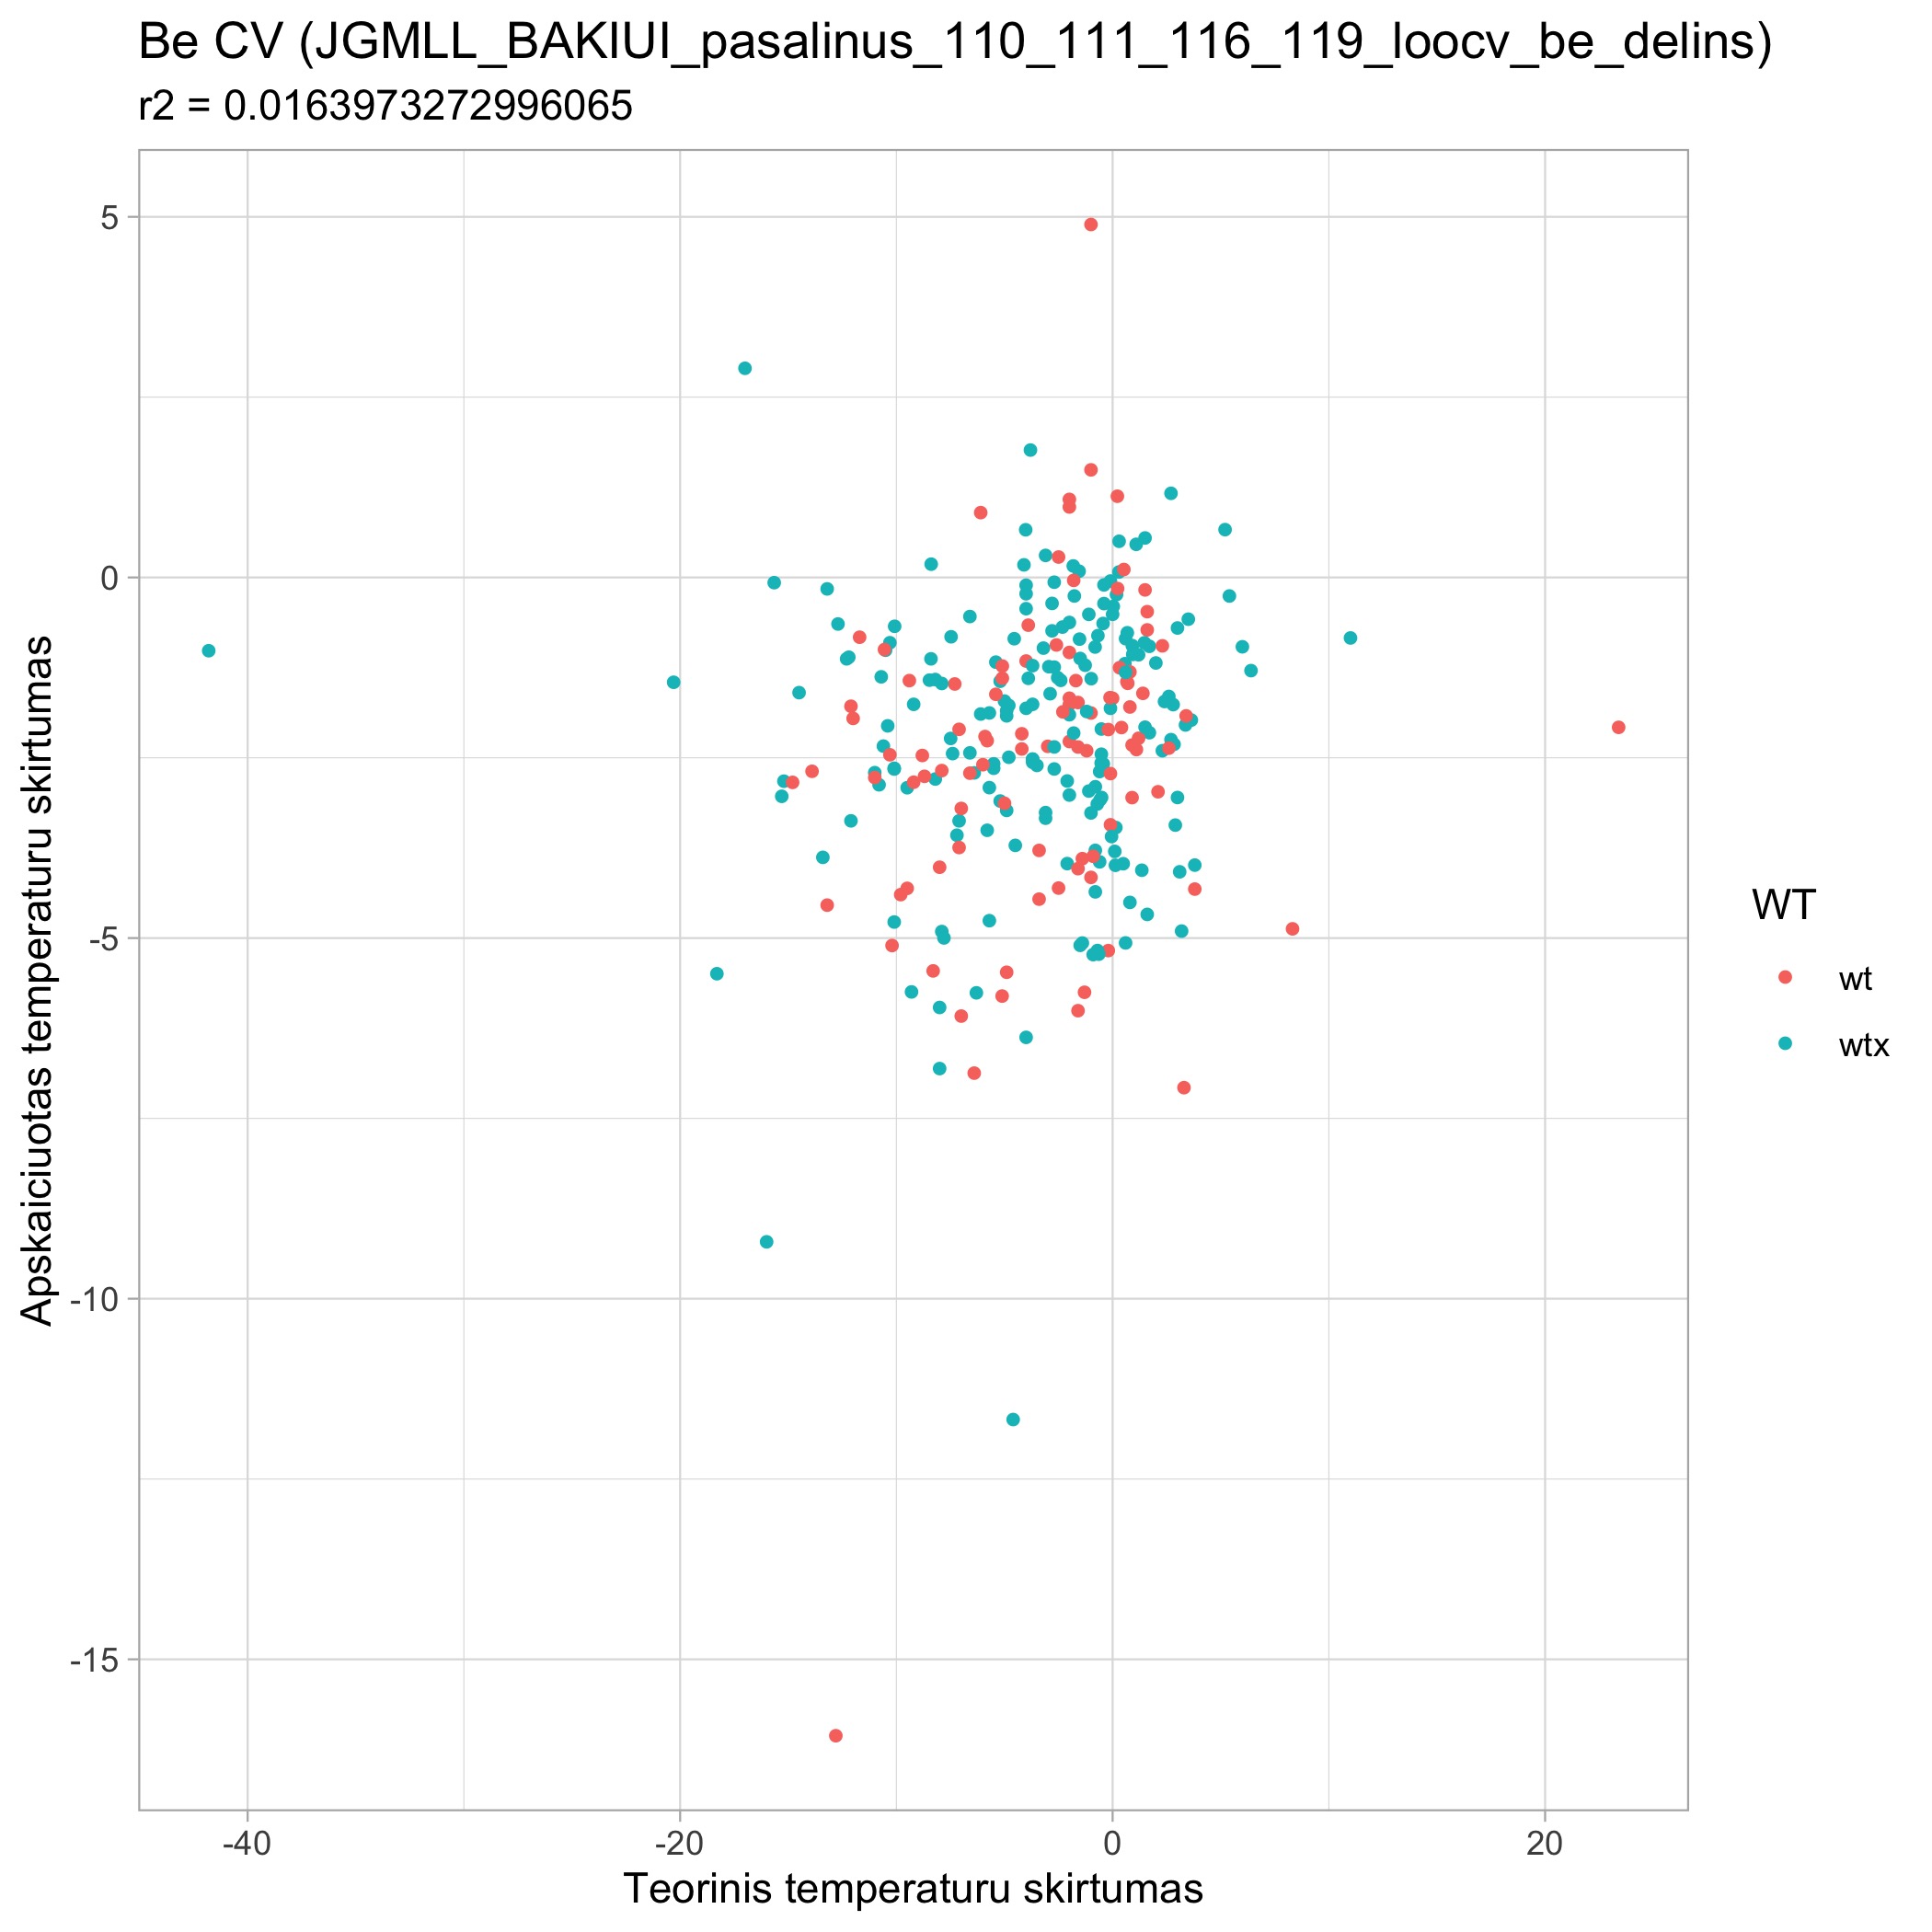 Be CV (JGMLL_BAKIUI_pasalinus_110_111_116_119_loocv_be_delins)
r2 = 0.0163973272996065
Apskaiciuotas temperaturu skirtumas
5
0
-5
-10
-15
-40
-20
0
20
Teorinis temperaturu skirtumas
WT
wt
wtx